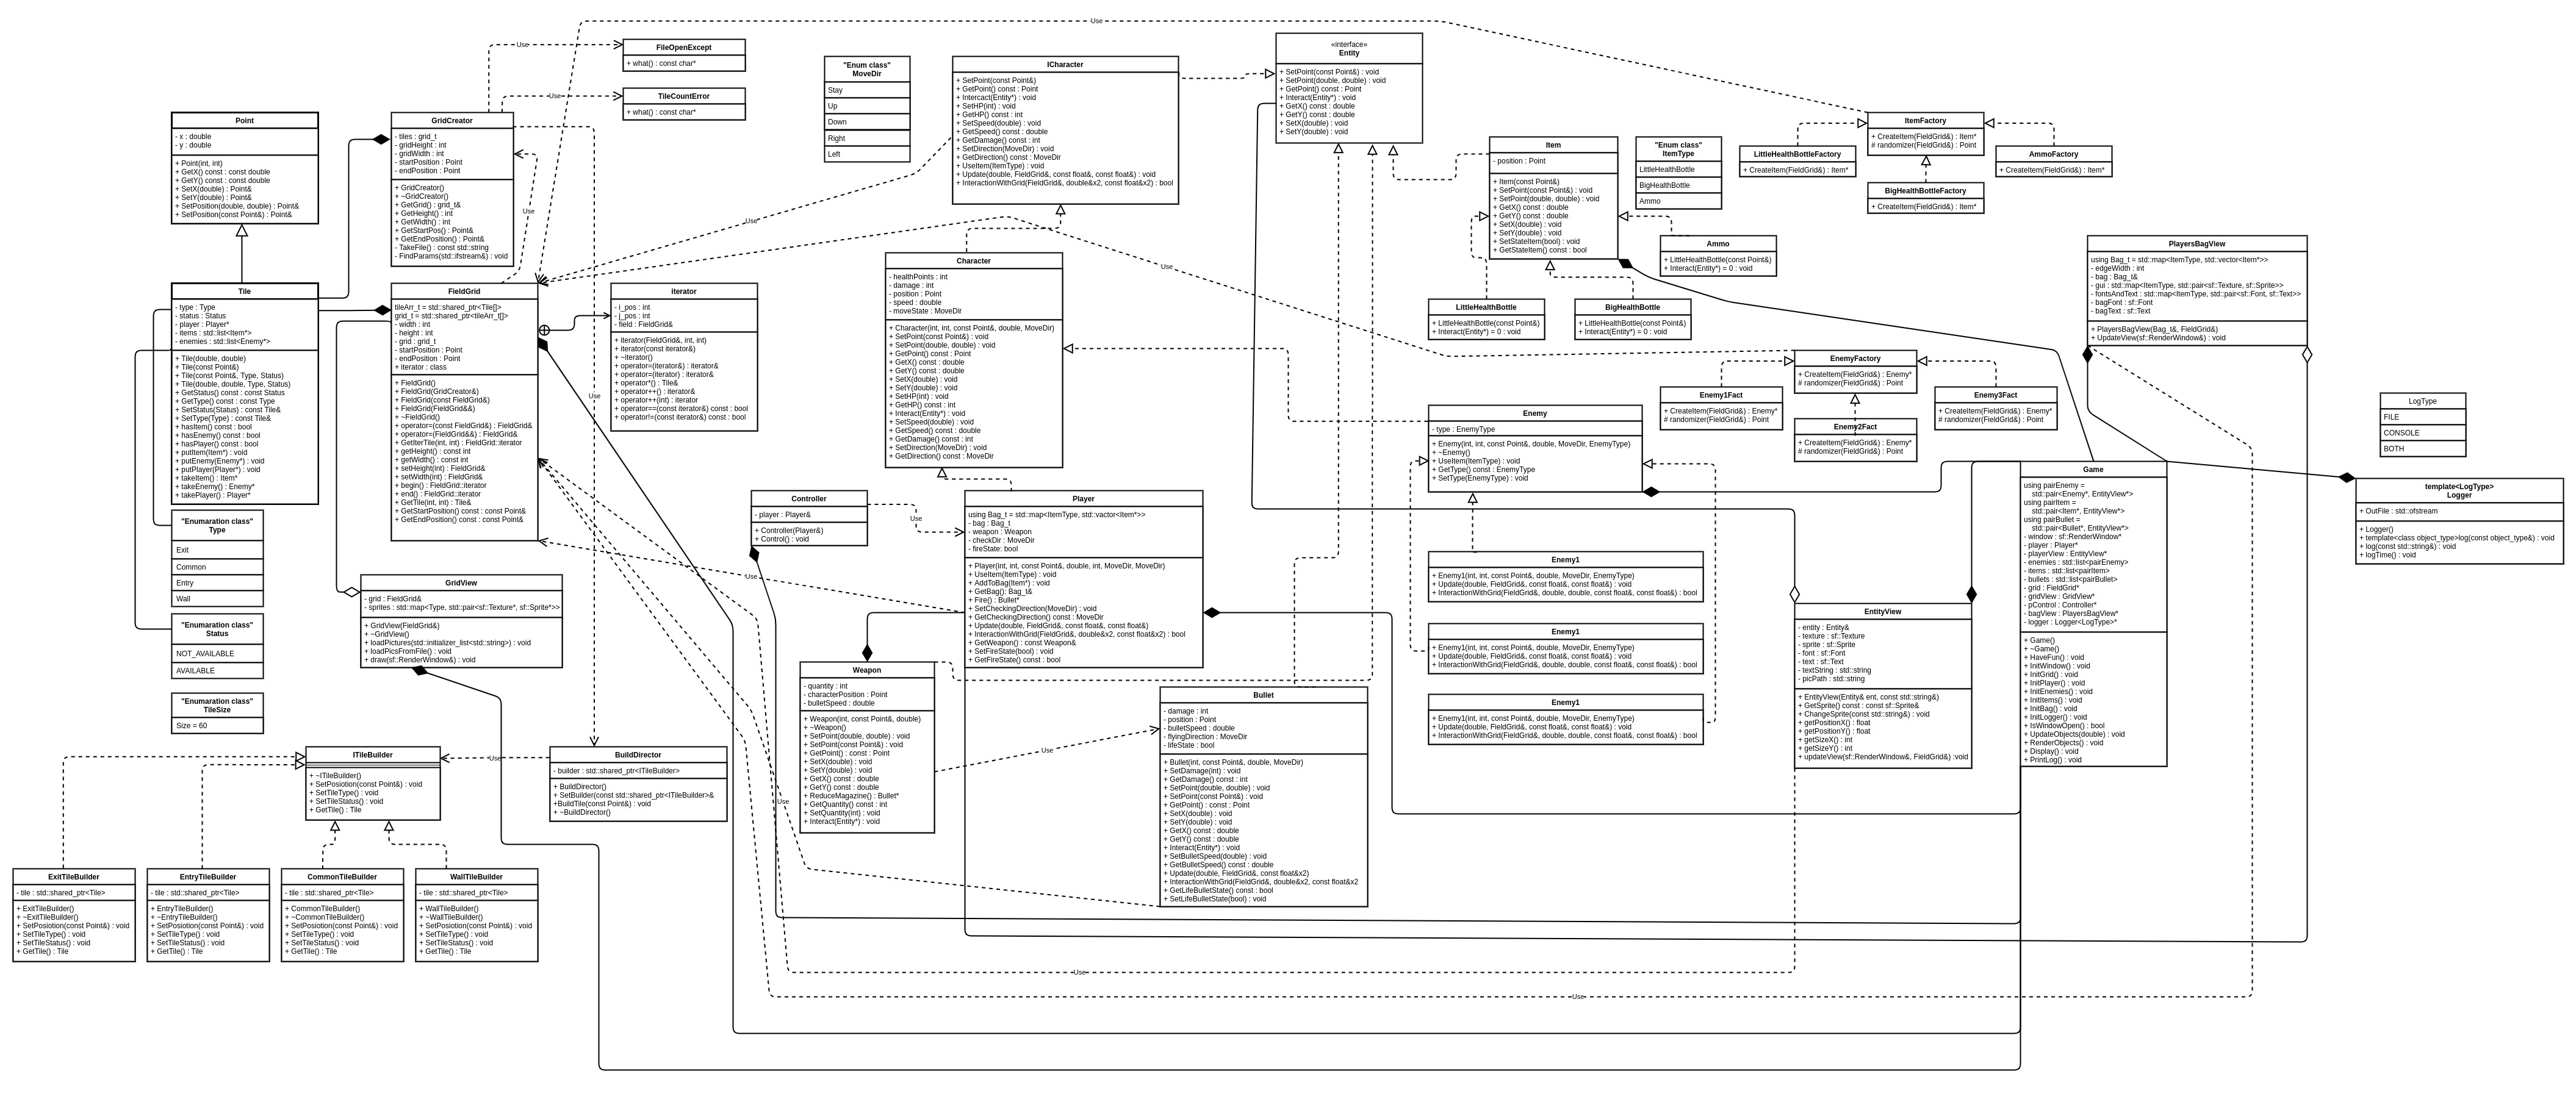 Use
FileOpenExcept
+ what() : const char*
Use
TileCountError
+ what() : const char*
Use
"Enum class"
MoveDir
Stay
Up
Down
Right
Left
ICharacter
+ SetPoint(const Point&)
+ GetPoint() const : Point
+ Intercact(Entity*) : void
+ SetHP(int) : void
+ GetHP() const : int
+ SetSpeed(double) : void
+ GetSpeed() const : double
+ GetDamage() const : int
+ SetDirection(MoveDir) : void
+ GetDirection() const : MoveDir
+ UseItem(ItemType) : void
+ Update(double, FieldGrid&, const float&, const float&) : void
+ InteractionWithGrid(FieldGrid&, double&x2, const float&x2) : bool
«interface»
Entity
+ SetPoint(const Point&) : void
+ SetPoint(double, double) : void
+ GetPoint() const : Point
+ Interact(Entity*) : void
+ GetX() const : double
+ GetY() const : double
+ SetX(double) : void
+ SetY(double) : void
Point
- x : double
- y : double
+ Point(int, int)
+ GetX() const : const double
+ GetY() const : const double
+ SetX(double) : Point&
+ SetY(double) : Point&
+ SetPosition(double, double) : Point&
+ SetPosition(const Point&) : Point&
GridCreator
- tiles : grid_t
- gridHeight : int
- gridWidth : int
- startPosition : Point
- endPosition : Point
+ GridCreator()
+ ~GridCreator()
+ GetGrid() : grid_t&
+ GetHeight() : int
+ GetWidth() : int
+ GetStartPos() : Point&
+ GetEndPosition() : Point&
- TakeFile() : const std::string
- FindParams(std::ifstream&) : void
Use
Use
Use
Item
- position : Point
+ Item(const Point&)
+ SetPoint(const Point&) : void
+ SetPoint(double, double) : void
+ GetX() const : double
+ GetY() const : double
+ SetX(double) : void
+ SetY(double) : void
+ SetStateItem(bool) : void
+ GetStateItem() const : bool
"Enum class"
ItemType
LittleHealthBottle
BigHealthBottle
Ammo
LittleHealthBottleFactory
+ CreateItem(FieldGrid&) : Item*
ItemFactory
+ CreateItem(FieldGrid&) : Item*
# randomizer(FieldGrid&) : Point
AmmoFactory
+ CreateItem(FieldGrid&) : Item*
BigHealthBottleFactory
+ CreateItem(FieldGrid&) : Item*
Ammo
+ LittleHealthBottle(const Point&)
+ Interact(Entity*) = 0 : void
LittleHealthBottle
+ LittleHealthBottle(const Point&)
+ Interact(Entity*) = 0 : void
BigHealthBottle
+ LittleHealthBottle(const Point&)
+ Interact(Entity*) = 0 : void
PlayersBagView
using Bag_t = std::map<ItemType, std::vector<Item*>>
- edgeWidth : int
- bag : Bag_t&
- gui : std::map<ItemType, std::pair<sf::Texture, sf::Sprite>>
- fontsAndText : std::map<ItemType, std::pair<sf::Font, sf::Text>>
- bagFont : sf::Font
- bagText : sf::Text
+ PlayersBagView(Bag_t&, FieldGrid&)
+ UpdateView(sf::RenderWindow&) : void
Tile
- type : Type
- status : Status
- player : Player*
- items : std::list<Item*>
- enemies : std::list<Enemy*>
+ Tile(double, double)
+ Tile(const Point&)
+ Tile(const Point&, Type, Status)
+ Tile(double, double, Type, Status)
+ GetStatus() const : const Status
+ GetType() const : const Type
+ SetStatus(Status) : const Tile&
+ SetType(Type) : const Tile&
+ hasItem() const : bool
+ hasEnemy() const : bool
+ hasPlayer() const : bool
+ putItem(Item*) : void
+ putEnemy(Enemy*) : void
+ putPlayer(Player*) : void
+ takeItem() : Item*
+ takeEnemy() : Enemy*
+ takePlayer() : Player*
FieldGrid
tileArr_t = std::shared_ptr<Tile[]>
grid_t = std::shared_ptr<tileArr_t[]>
- width : int
- height : int
- grid : grid_t
- startPosition : Point
- endPosition : Point
+ iterator : class
+ FieldGrid()
+ FieldGrid(GridCreator&)
+ FieldGrid(const FieldGrid&)
+ FieldGrid(FieldGrid&&)
+ ~FieldGrid()
+ operator=(const FieldGrid&) : FieldGrid&
+ operator=(FieldGrid&&) : FieldGrid&
+ GetIterTile(int, int) : FieldGrid::iterator
+ getHeight() : const int
+ getWidth() : const int
+ setHeight(int) : FieldGrid&
+ setWidth(int) : FieldGrid&
+ begin() : FieldGrid::iterator
+ end() : FieldGrid::iterator
+ GetTile(int, int) : Tile&
+ GetStartPosition() const : const Point&
+ GetEndPosition() const : const Point&
iterator
- i_pos : int
- j_pos : int
- field : FieldGrid&
+ iterator(FieldGrid&, int, int)
+ iterator(const iterator&)
+ ~iterator()
+ operator=(iterator&) : iterator&
+ operator=(iterator) : iterator&
+ operator*() : Tile&
+ operator++() : iterator&
+ operator++(int) : iterator
+ operator==(const iterator&) const : bool
+ operator!=(const iterator&) const : bool
Use
Character
- healthPoints : int
- damage : int
- position : Point
- speed : double
- moveState : MoveDir
+ Character(int, int, const Point&, double, MoveDir)
+ SetPoint(const Point&) : void
+ SetPoint(double, double) : void
+ GetPoint() const : Point
+ GetX() const : double
+ GetY() const : double
+ SetX(double) : void
+ SetY(double) : void
+ SetHP(int) : void
+ GetHP() const : int
+ Interact(Entity*) : void
+ SetSpeed(double) : void
+ GetSpeed() const : double
+ GetDamage() const : int
+ SetDirection(MoveDir) : void
+ GetDirection() const : MoveDir
EnemyFactory
+ CreateItem(FieldGrid&) : Enemy*
# randomizer(FieldGrid&) : Point
Enemy1Fact
+ CreateItem(FieldGrid&) : Enemy*
# randomizer(FieldGrid&) : Point
Enemy3Fact
+ CreateItem(FieldGrid&) : Enemy*
# randomizer(FieldGrid&) : Point
Enemy2Fact
+ CreateItem(FieldGrid&) : Enemy*
# randomizer(FieldGrid&) : Point
LogType
FILE
CONSOLE
BOTH
Enemy
- type : EnemyType
+ Enemy(int, int, const Point&, double, MoveDir, EnemyType)
+ ~Enemy()
+ UseItem(ItemType) : void
+ GetType() const : EnemyType
+ SetType(EnemyType) : void
Game
using pairEnemy =
std::pair<Enemy*, EntityView*>
using pairItem =
std::pair<Item*, EntityView*>
using pairBullet =
std::pair<Bullet*, EntityView*>
- window : sf::RenderWindow*
- player : Player*
- playerView : EntityView*
- enemies : std::list<pairEnemy>
- items : std::list<pairItem>
- bullets : std::list<pairBullet>
- grid : FieldGrid*
- gridView : GridView*
- pControl : Controller*
- bagView : PlayersBagView*
- logger : Logger<LogType>*
+ Game()
+ ~Game()
+ HaveFun() : void
+ InitWindow() : void
+ InitGrid() : void
+ InitPlayer() : void
+ InitEnemies() : void
+ InitItems() : void
+ InitBag() : void
+ InitLogger() : void
+ IsWindowOpen() : bool
+ UpdateObjects(double) : void
+ RenderObjects() : void
+ Display() : void
+ PrintLog() : void
template<LogType>
Logger
+ OutFile : std::ofstream
+ Logger()
+ template<class object_type>log(const object_type&) : void
+ log(const std::string&) : void
+ logTime() : void
"Enumaration class"
Type
Exit
Common
Entry
Wall
"Enumaration class"
Status
NOT_AVAILABLE
AVAILABLE
"Enumaration class"
TileSize
Size = 60
GridView
- grid : FieldGrid&
- sprites : std::map<Type, std::pair<sf::Texture*, sf::Sprite*>>
+ GridView(FieldGrid&)
+ ~GridView()
+ loadPictures(std::initializer_list<std::string>) : void
+ loadPicsFromFile() : void
+ draw(sf::RenderWindow&) : void
Controller
- player : Player&
+ Controller(Player&)
+ Control() : void
Use
Use
Player
using Bag_t = std::map<ItemType, std::vactor<Item*>>
- bag : Bag_t
- weapon : Weapon
- checkDir : MoveDir
- fireState: bool
+ Player(int, int, const Point&, double, int, MoveDir, MoveDir)
+ UseItem(ItemType) : void
+ AddToBag(Item*) : void
+ GetBag(): Bag_t&
+ Fire() : Bullet*
+ SetCheckingDirection(MoveDir) : void
+ GetCheckingDirection() const : MoveDir
+ Update(double, FieldGrid&, const float&, const float&)
+ InteractionWithGrid(FieldGrid&, double&x2, const float&x2) : bool
+ GetWeapon() : const Weapon&
+ SetFireState(bool) : void
+ GetFireState() const : bool
Enemy1
+ Enemy1(int, int, const Point&, double, MoveDir, EnemyType)
+ Update(double, FieldGrid&, const float&, const float&) : void
+ InteractionWithGrid(FieldGrid&, double, double, const float&, const float&) : bool
Enemy1
+ Enemy1(int, int, const Point&, double, MoveDir, EnemyType)
+ Update(double, FieldGrid&, const float&, const float&) : void
+ InteractionWithGrid(FieldGrid&, double, double, const float&, const float&) : bool
Enemy1
+ Enemy1(int, int, const Point&, double, MoveDir, EnemyType)
+ Update(double, FieldGrid&, const float&, const float&) : void
+ InteractionWithGrid(FieldGrid&, double, double, const float&, const float&) : bool
EntityView
- entity : Entity&
- texture : sf::Texture
- sprite : sf::Sprite
- font : sf::Font
- text : sf::Text
- textString : std::string
- picPath : std::string
+ EntityView(Entity& ent, const std::string&)
+ GetSprite() const : const sf::Sprite&
+ ChangeSprite(const std::string&) : void
+ getPositionX() : float
+ getPositionY() : float
+ getSizeX() : int
+ getSizeY() : int
+ updateView(sf::RenderWindow&, FieldGrid&) :void
Weapon
- quantity : int
- characterPosition : Point
- bulletSpeed : double
+ Weapon(int, const Point&, double)
+ ~Weapon()
+ SetPoint(double, double) : void
+ SetPoint(const Point&) : void
+ GetPoint() : const : Point
+ SetX(double) : void
+ SetY(double) : void
+ GetX() const : double
+ GetY() const : double
+ ReduceMagazine() : Bullet*
+ GetQuantity() const : int
+ SetQuantity(int) : void
+ Interact(Entity*) : void
Use
Bullet
- damage : int
- position : Point
- bulletSpeed : double
- flyingDirection : MoveDir
- lifeState : bool
+ Bullet(int, const Point&, double, MoveDir)
+ SetDamage(int) : void
+ GetDamage() const : int
+ SetPoint(double, double) : void
+ SetPoint(const Point&) : void
+ GetPoint() : const : Point
+ SetX(double) : void
+ SetY(double) : void
+ GetX() const : double
+ GetY() const : double
+ Interact(Entity*) : void
+ SetBulletSpeed(double) : void
+ GetBulletSpeed() const : double
+ Update(double, FieldGrid&, const float&x2)
+ InteractionWithGrid(FieldGrid&, double&x2, const float&x2
+ GetLifeBulletState() const : bool
+ SetLifeBulletState(bool) : void
ITileBuilder
+ ~ITileBuilder()
+ SetPosiotion(const Point&) : void
+ SetTileType() : void
+ SetTileStatus() : void
+ GetTile() : Tile
Use
BuildDirector
- builder : std::shared_ptr<ITileBuilder>
+ BuildDirector()
+ SetBuilder(const std::shared_ptr<ITileBuilder>&
+BuildTile(const Point&) : void
+ ~BuildDirector()
Use
ExitTileBuilder
- tile : std::shared_ptr<Tile>
+ ExitTileBuilder()
+ ~ExitTileBuilder()
+ SetPosiotion(const Point&) : void
+ SetTileType() : void
+ SetTileStatus() : void
+ GetTile() : Tile
EntryTileBuilder
- tile : std::shared_ptr<Tile>
+ EntryTileBuilder()
+ ~EntryTileBuilder()
+ SetPosiotion(const Point&) : void
+ SetTileType() : void
+ SetTileStatus() : void
+ GetTile() : Tile
CommonTileBuilder
- tile : std::shared_ptr<Tile>
+ CommonTileBuilder()
+ ~CommonTileBuilder()
+ SetPosiotion(const Point&) : void
+ SetTileType() : void
+ SetTileStatus() : void
+ GetTile() : Tile
WallTileBuilder
- tile : std::shared_ptr<Tile>
+ WallTileBuilder()
+ ~WallTileBuilder()
+ SetPosiotion(const Point&) : void
+ SetTileType() : void
+ SetTileStatus() : void
+ GetTile() : Tile
Use
Use